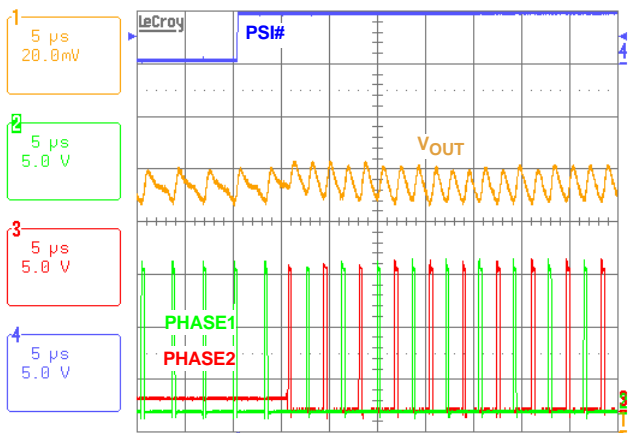 1
5 µs
20.0mV
2
5 µs
5.0 V
3
5 µs
5.0 V
4
5 µs
5.0 V
LeCroy
PSI#
4
VOUT
PHASE1
PHASE2
3
1